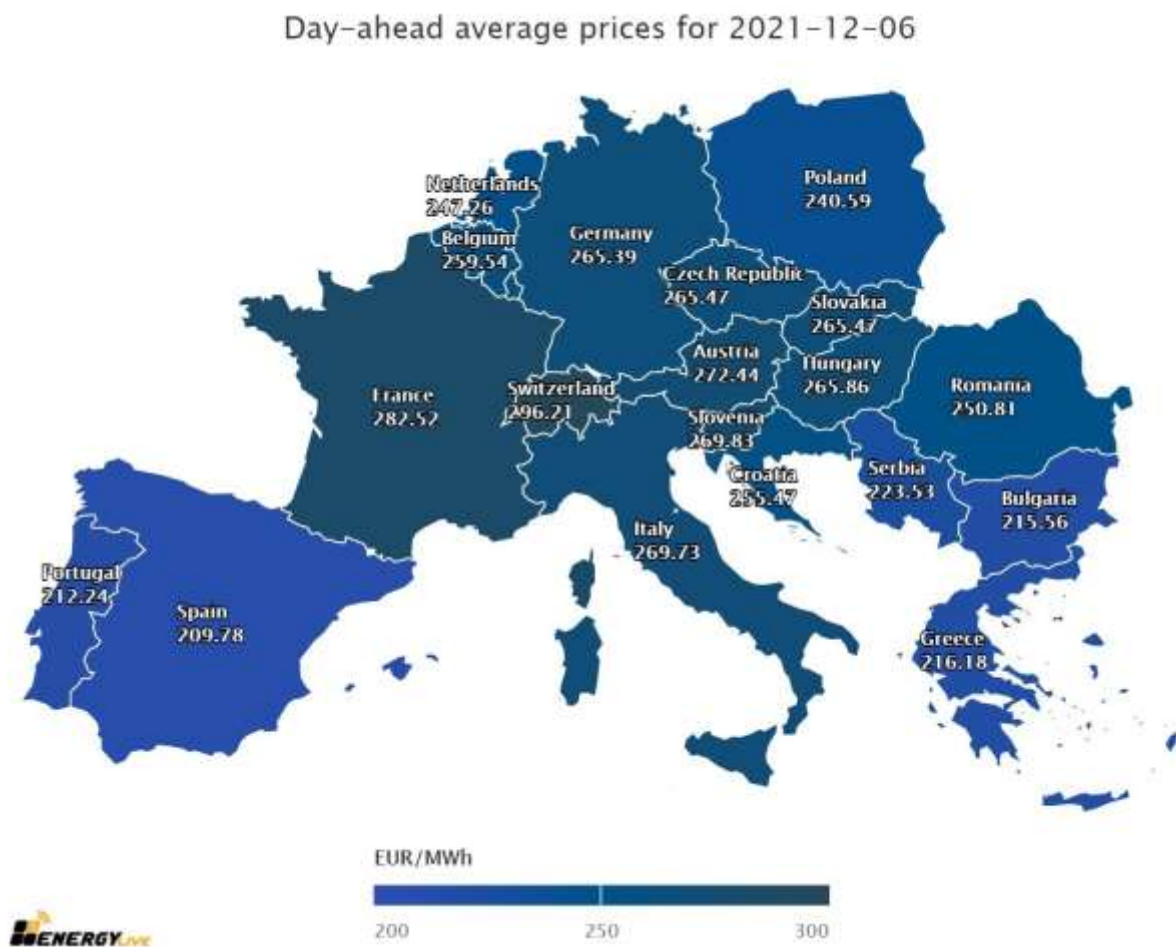 Day-ahead average prices for 2021-12-06
Netherlands
247.26
Belgium
259.54
Germany
265.39
Poland
240.59
Czech Republic
265.47
Slovakia
265.47
Austria
272.44
Hungary
265.86
Romania
250.81
France
282.52
Switzerland
296.21
Slovenia
269.83
Croatia
255.47
Serbia
223.53
Bulgaria
215.56
Italy
269.73
Portugal
212.24
Spain
209.78
Greece
216.18
EUR/MWh
200 250 300
ENERGYLIVE